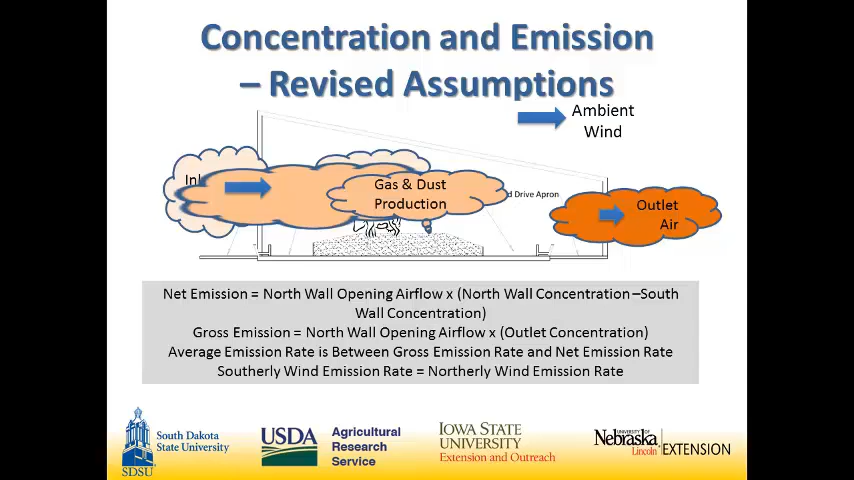 Concentration and Emission
– Revised Assumptions
Ambient
Wind
Gas & Dust
Production
d Drive Apron
Outlet
Air
Net Emission = North Wall Opening Airflow x (North Wall Concentration –South
Wall Concentration)
Gross Emission = North Wall Opening Airflow x (Outlet Concentration)
Average Emission Rate is Between Gross Emission Rate and Net Emission Rate
Southerly Wind Emission Rate = Northerly Wind Emission Rate
SDSU
South Dakota
State University
USDA
Agricultural
Research
Service
IOWA STATE
UNIVERSITY
Extension and Outreach
UNIVERSITY OF
Nebraska
Lincoln
EXTENSION